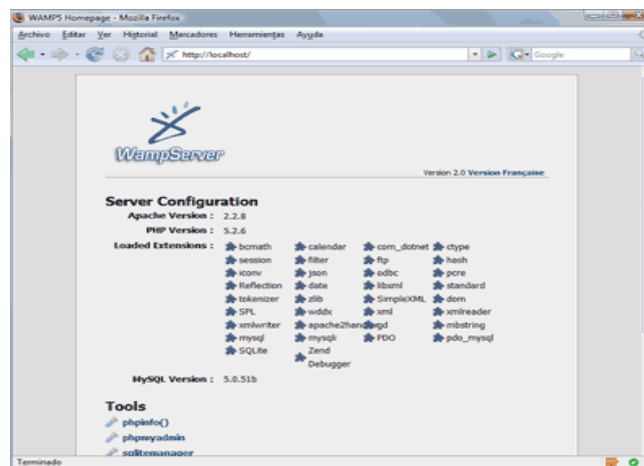 WAMP5 Homepage - Mozilla Firefox
Archivo Editar Ver Historial Marcadores Herramientas Ayuda
http://localhost/ Google
WampServer
Version 2.0 Version Française
Server Configuration
Apache Version : 2.2.8
PHP Version : 5.2.6
Loaded Extensions : bcmath calendar com_dotnet ctype
session filter ftp hash
iconv json odbc pcre
Reflection date libxml standard
tokenizer zlib SimpleXML dom
SPL wddx xml xmlreader
xmlwriter apache2handler gd mbstring
mysql mysqli PDO pdo_mysql
SQLite Zend Debugger
MySQL Version : 5.0.51b
Tools
phpinfo()
phpmyadmin
sqlitemanager
Terminado